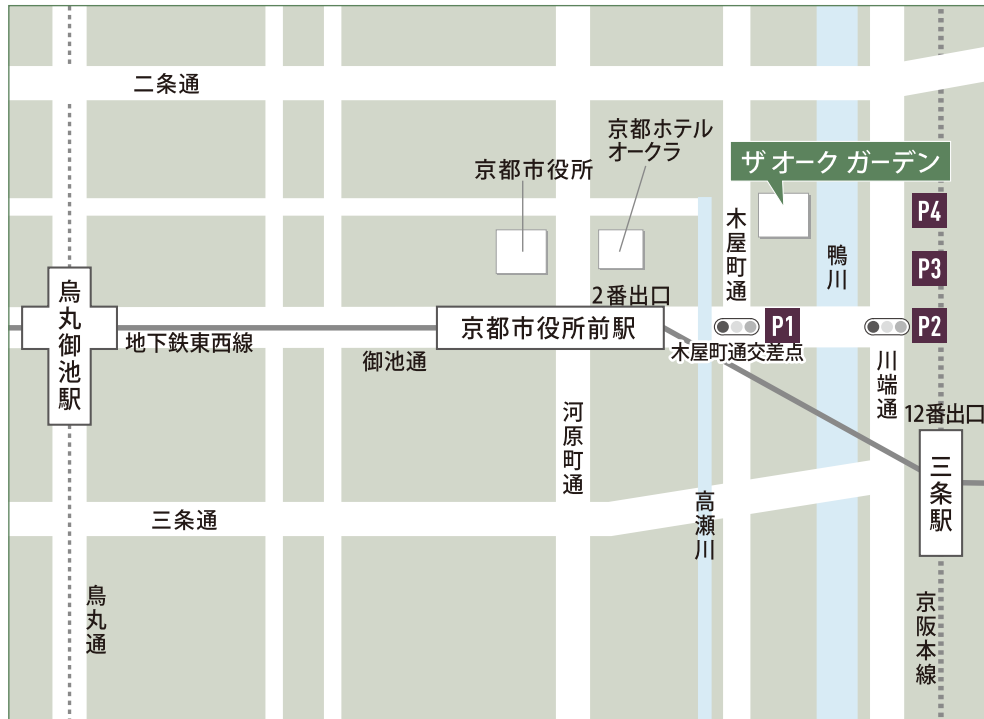 二条通
京都ホテル
オークラ
京都市役所
ザ オーク ガーデン
P4
木屋町通
鴨川
P3
2番出口
烏丸御池駅
地下鉄東西線
京都市役所前駅
P1
P2
木屋町通交差点
御池通
川端通
河原町通
12番出口
三条駅
三条通
高瀬川
烏丸通
京阪本線